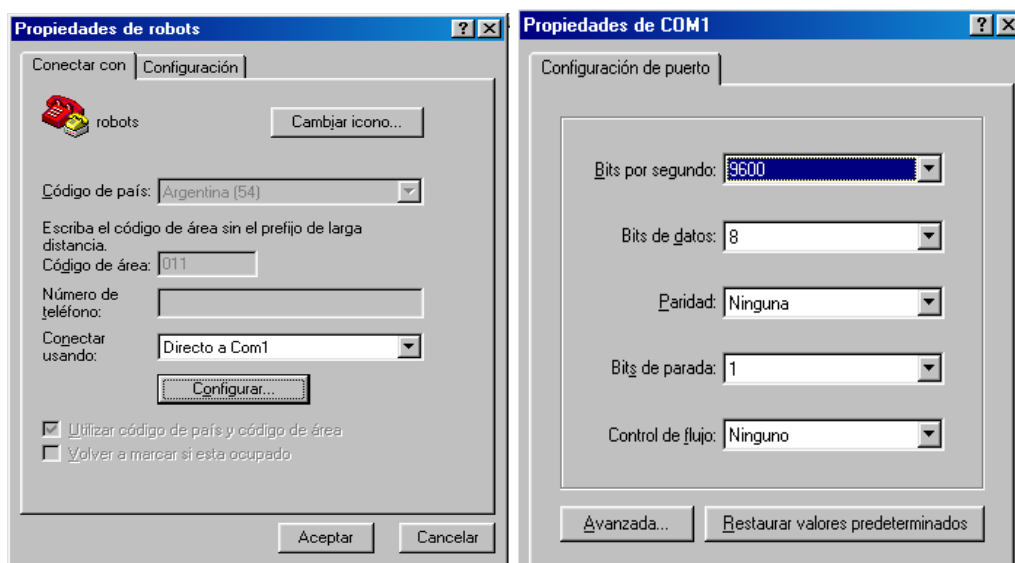 Propiedades de robots
Conectar con
Configuración
robots
Cambiar icono...
Código de país: Argentina (54)
Escriba el código de área sin el prefijo de larga
distancia.
Código de área: 011
Número de
teléfono:
Conectar
usando: Directo a Com1
Configurar...
Utilizar código de país y código de área
Volver a marcar si esta ocupado
Aceptar
Cancelar
Propiedades de COM1
Configuración de puerto
Bits por segundo: 9600
Bits de datos: 8
Paridad: Ninguna
Bits de parada: 1
Control de flujo: Ninguno
Avanzada...
Restaurar valores predeterminados